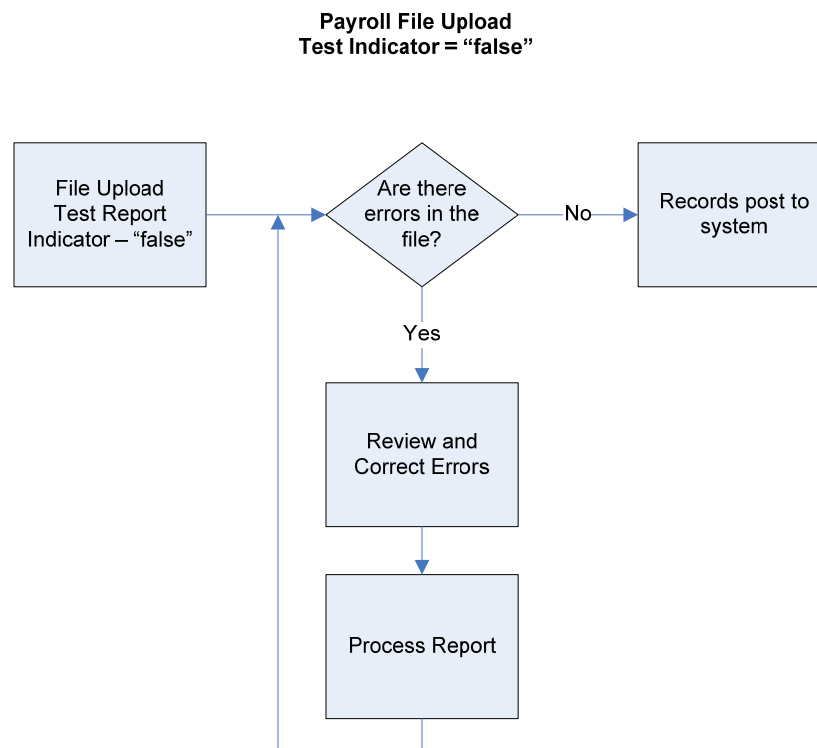 Payroll File Upload
Test Indicator = “false”
File Upload
Test Report
Indicator – “false”
Are there
errors in the
file?
No
Records post to
system
Yes
Review and
Correct Errors
Process Report